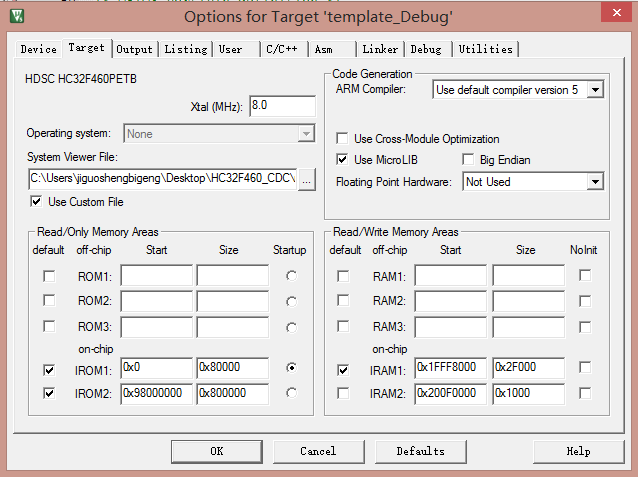 Options for Target 'template_Debug'
Device Target Output Listing User C/C++ Asm Linker Debug Utilities
HDSC HC32F460PETB
Xtal (MHz): 8.0
Operating system: None
System Viewer File:
C:\Users\jiguoshengbigeng\Desktop\HC32F460_CDC\ ...
Use Custom File
Code Generation
ARM Compiler: Use default compiler version 5
Use Cross-Module Optimization
Use MicroLIB Big Endian
Floating Point Hardware: Not Used
Read/Only Memory Areas
default off-chip Start Size Startup
ROM1:
ROM2:
ROM3:
on-chip
IROM1: 0x0 0x80000
IROM2: 0x98000000 0x800000
Read/Write Memory Areas
default off-chip Start Size NoInit
RAM1:
RAM2:
RAM3:
on-chip
IRAM1: 0x1FFF8000 0x2F000
IRAM2: 0x200F0000 0x1000
OK Cancel Defaults Help